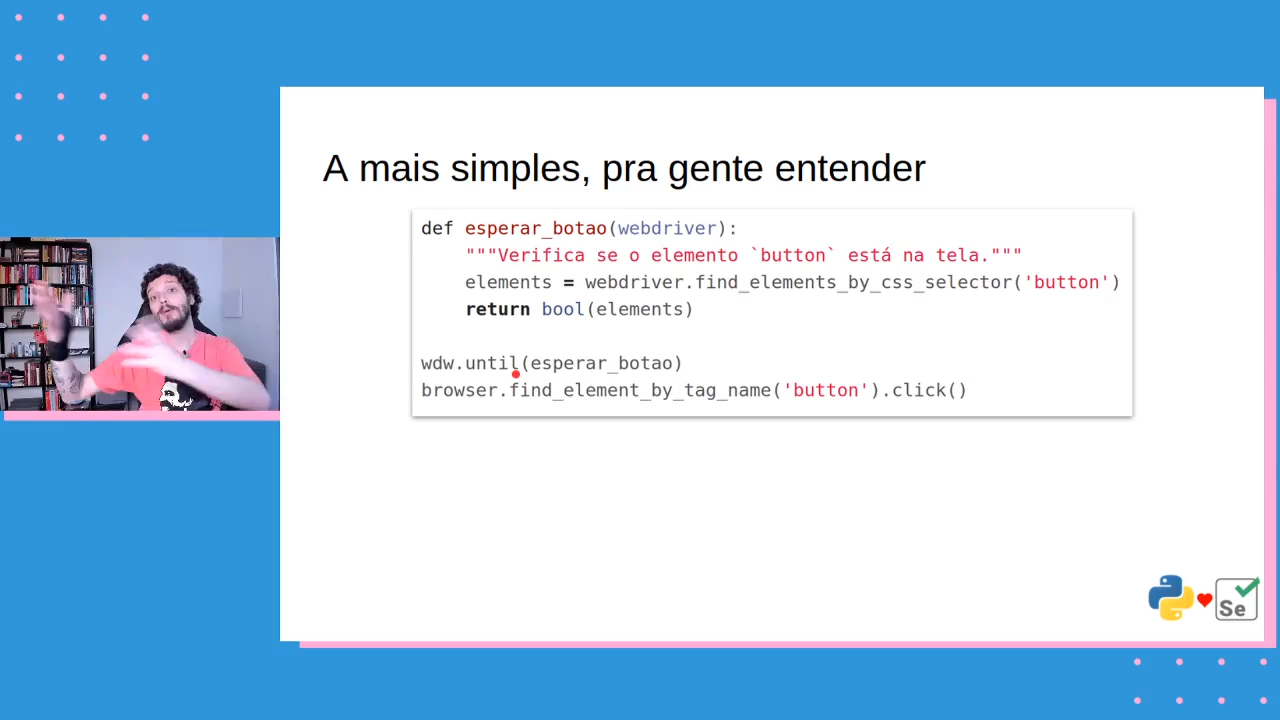 A mais simples, pra gente entender
def esperar_botao(webdriver):
"""Verifica se o elemento `button` está na tela."""
elements = webdriver.find_elements_by_css_selector('button')
return bool(elements)
wdw.until(esperar_botao)
browser.find_element_by_tag_name('button').click()
Se